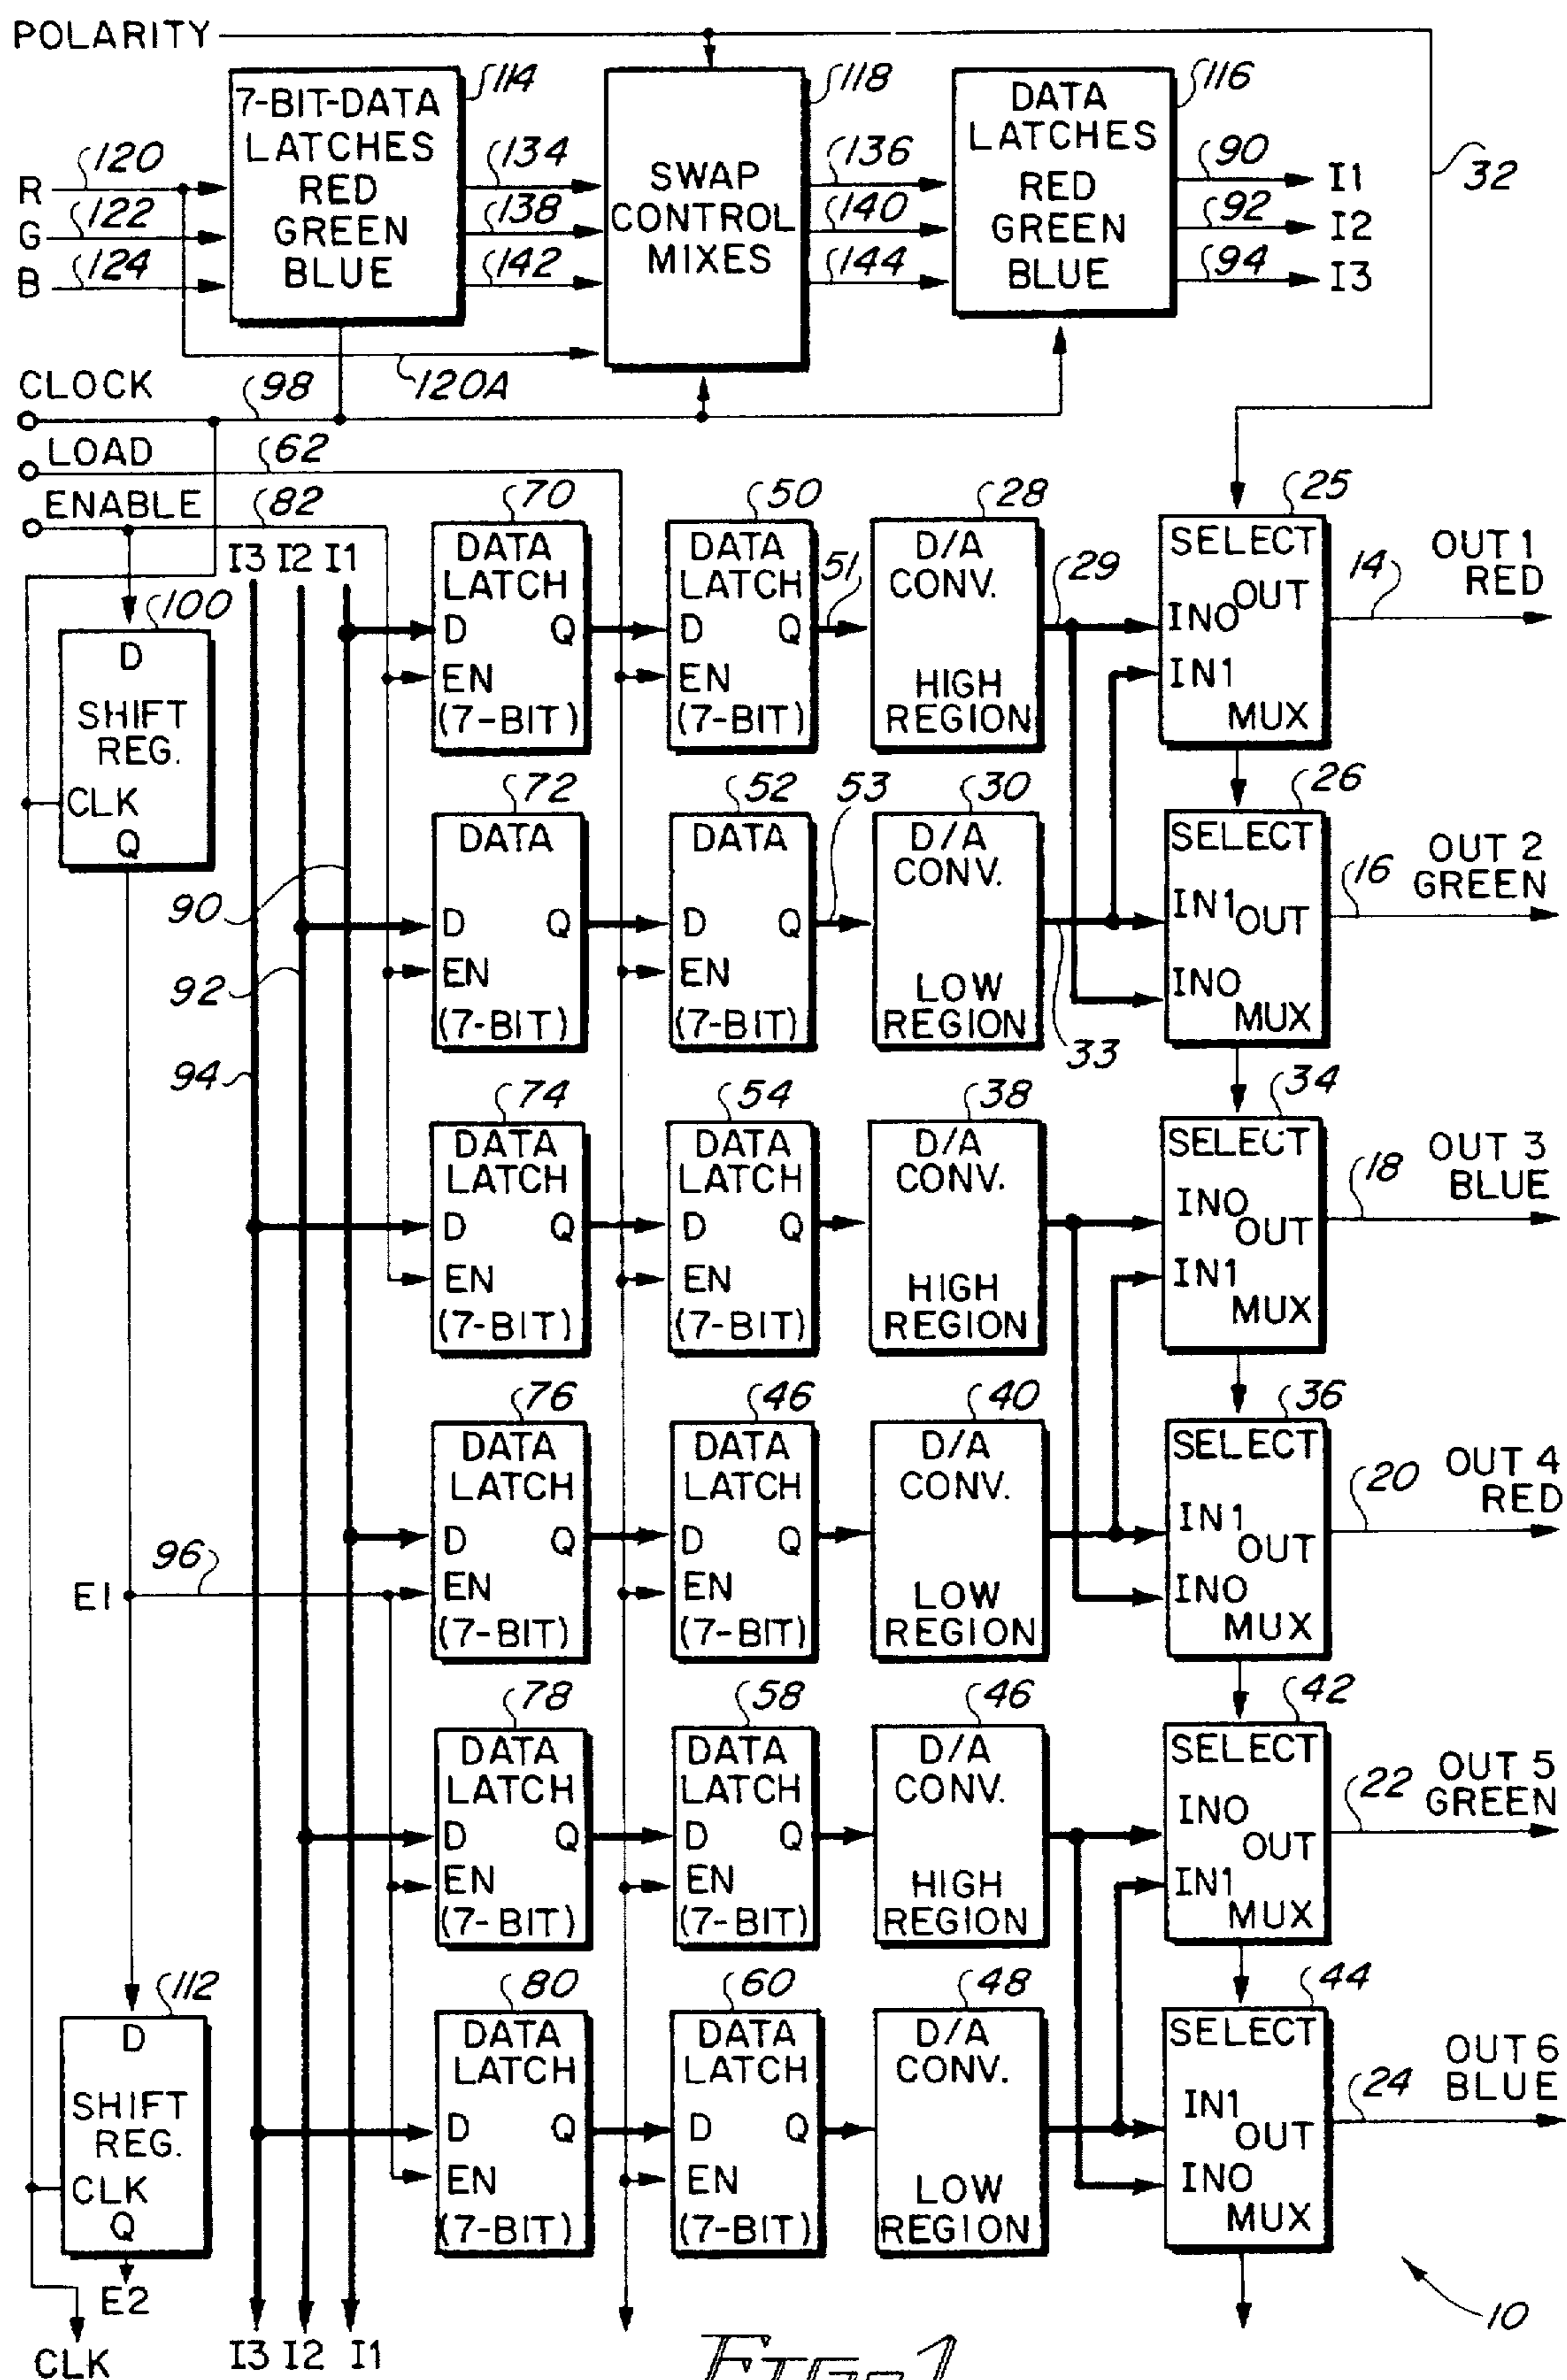 POLARITY
114
118
116
7-BIT-DATA
LATCHES
RED
GREEN
BLUE
SWAP
CONTROL
MIXES
DATA
LATCHES
RED
GREEN
BLUE
R
G
B
120
122
124
134
138
142
136
140
144
90
92
94
I1
I2
I3
32
120A
CLOCK
98
LOAD
62
ENABLE
82
I3 I2 I1
70
50
28
25
DATA
LATCH
D Q
EN
(7-BIT)
DATA
LATCH
D Q
EN
(7-BIT)
51
D/A
CONV.
HIGH
REGION
29
SELECT
OUT
INO
IN1
MUX
14
OUT 1
RED
100
D
SHIFT
REG.
CLK
Q
72
52
53
30
26
DATA
D Q
EN
(7-BIT)
DATA
D Q
EN
(7-BIT)
D/A
CONV.
LOW
REGION
33
SELECT
IN1
OUT
INO
MUX
16
OUT 2
GREEN
90
92
94
74
54
38
34
DATA
LATCH
D Q
EN
(7-BIT)
DATA
LATCH
D Q
EN
(7-BIT)
D/A
CONV.
HIGH
REGION
SELECT
INO
OUT
IN1
MUX
18
OUT 3
BLUE
76
46
40
36
DATA
LATCH
D Q
EN
(7-BIT)
DATA
LATCH
D Q
EN
(7-BIT)
D/A
CONV.
LOW
REGION
SELECT
IN1
OUT
INO
MUX
20
OUT 4
RED
E1
96
78
58
46
42
DATA
LATCH
D Q
EN
(7-BIT)
DATA
LATCH
D Q
EN
(7-BIT)
D/A
CONV.
HIGH
REGION
SELECT
INO
OUT
IN1
MUX
22
OUT 5
GREEN
112
D
SHIFT
REG.
CLK
Q
E2
80
60
48
44
DATA
LATCH
D Q
EN
(7-BIT)
DATA
LATCH
D Q
EN
(7-BIT)
D/A
CONV.
LOW
REGION
SELECT
IN1
OUT
INO
MUX
24
OUT 6
BLUE
10
CLK
I3 I2 I1
FIG. 1